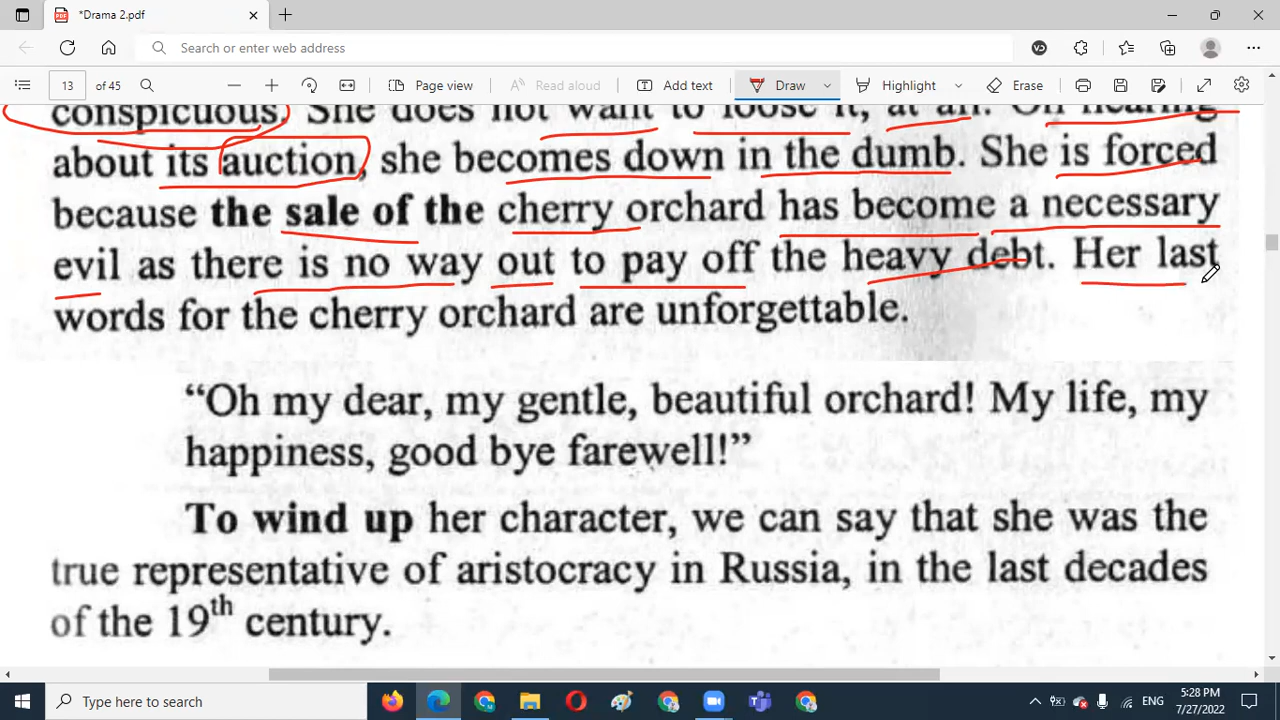 *Drama 2.pdf
Search or enter web address
13 of 45 Page view Read aloud Add text Draw Highlight Erase
conspicuous. She does not want to loose it, at all. On hearing
about its auction, she becomes down in the dumb. She is forced
because the sale of the cherry orchard has become a necessary
evil as there is no way out to pay off the heavy debt. Her last
words for the cherry orchard are unforgettable.
“Oh my dear, my gentle, beautiful orchard! My life, my
happiness, good bye farewell!”
To wind up her character, we can say that she was the
true representative of aristocracy in Russia, in the last decades
of the 19th century.
Type here to search
ENG
5:28 PM
7/27/2022